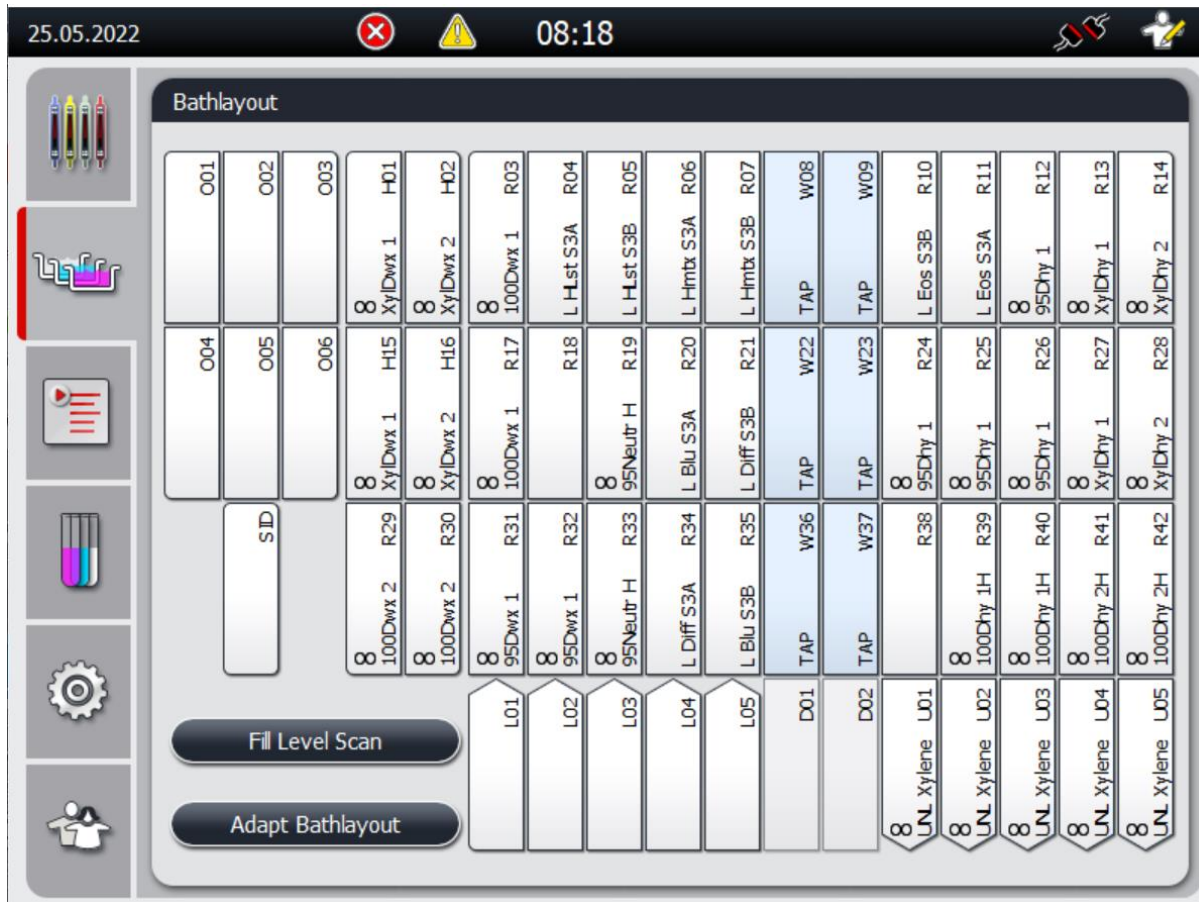 25.05.2022
08:18
Bathlayout
O01
O02
O03
H01
∞ XylDwx 1
H02
∞ XylDwx 2
R03
∞ 100Dwx 1
R04
L HLst S3A
R05
L HLst S3B
R06
L Hmtx S3A
R07
L Hmtx S3B
W08
TAP
W09
TAP
R10
L Eos S3B
R11
L Eos S3A
R12
∞ 95Dhy 1
R13
∞ XylDhy 1
R14
∞ XylDhy 2
O04
O05
O06
H15
∞ XylDwx 1
H16
∞ XylDwx 2
R17
∞ 100Dwx 1
R18
R19
∞ 95Neutr H
R20
L Blu S3A
R21
L Diff S3B
W22
TAP
W23
TAP
R24
∞ 95Dhy 1
R25
∞ 95Dhy 1
R26
∞ 95Dhy 1
R27
∞ XylDhy 1
R28
∞ XylDhy 2
SID
R29
∞ 100Dwx 2
R30
∞ 100Dwx 2
R31
∞ 95Dwx 1
R32
∞ 95Dwx 1
R33
∞ 95Neutr H
R34
L Diff S3A
R35
L Blu S3B
W36
TAP
W37
TAP
R38
R39
∞ 100Dhy 1H
R40
∞ 100Dhy 1H
R41
∞ 100Dhy 2H
R42
∞ 100Dhy 2H
L01
L02
L03
L04
L05
D01
D02
U01
∞ UNL Xylene
U02
∞ UNL Xylene
U03
∞ UNL Xylene
U04
∞ UNL Xylene
U05
∞ UNL Xylene
Fill Level Scan
Adapt Bathlayout